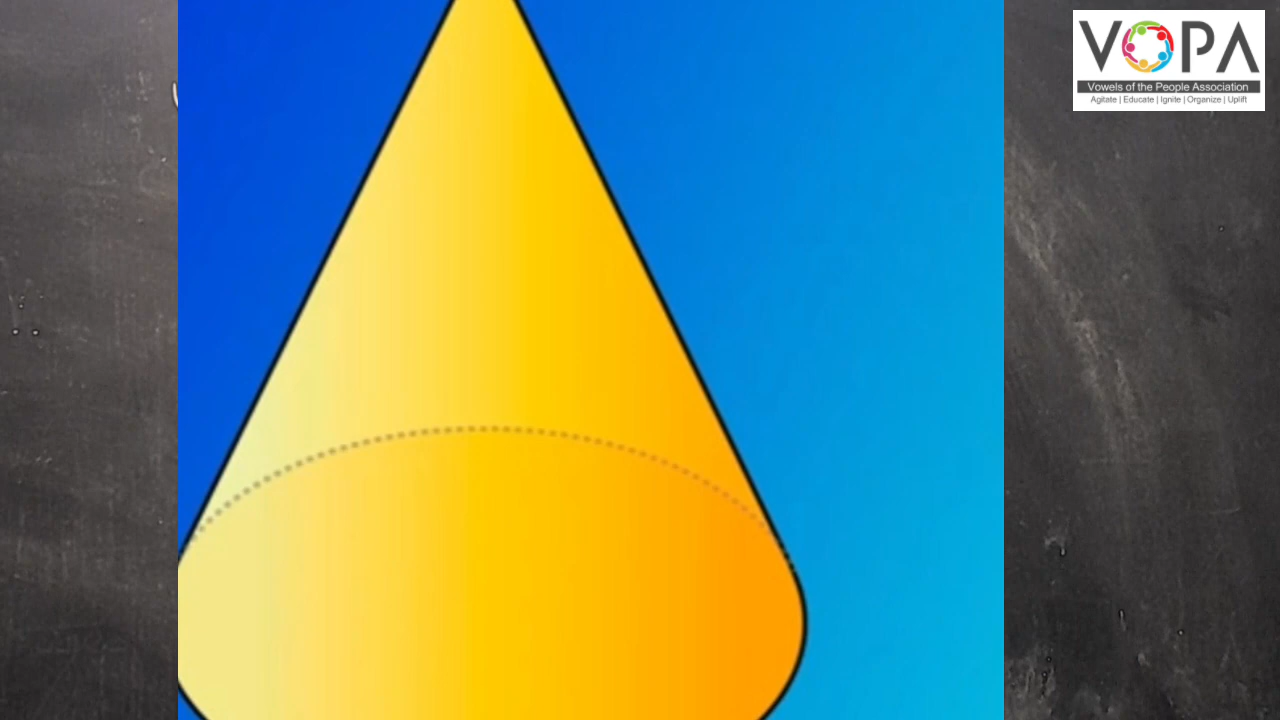 VOPA
Vowels of the People Association
Agitate | Educate | Ignite | Organize | Uplift